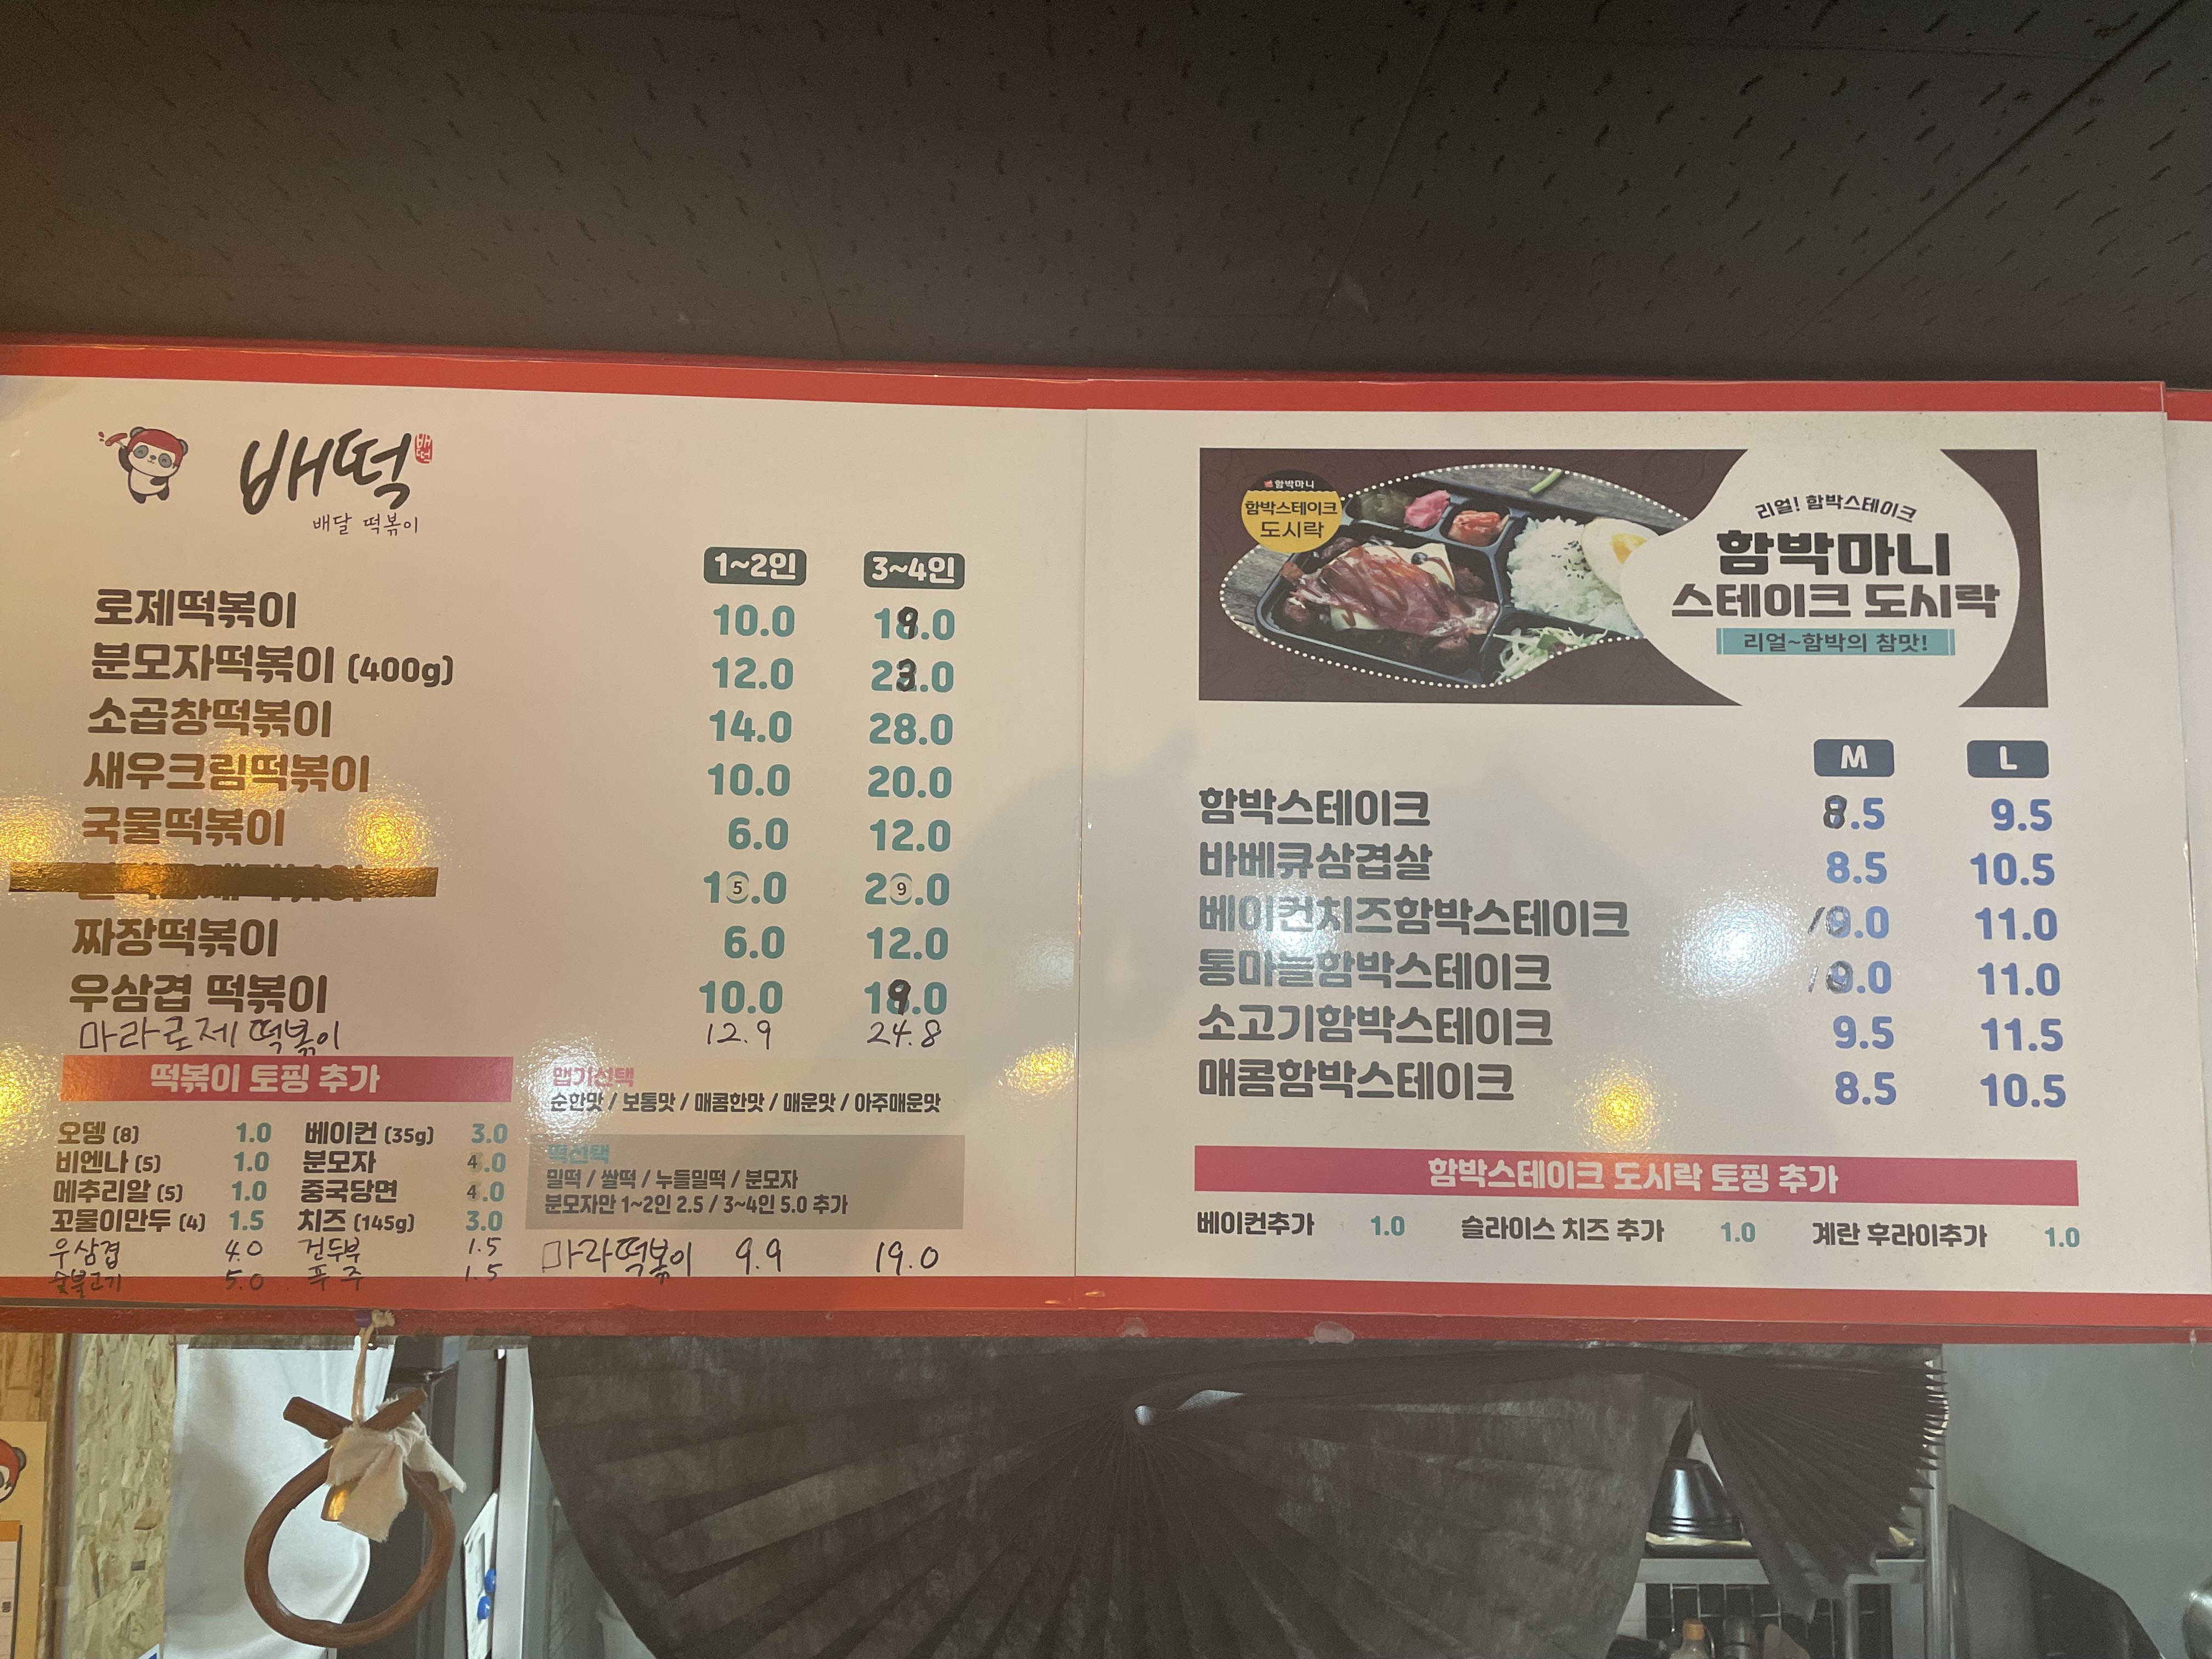 배떡
배떡
배달 떡볶이
1~2인 3~4인
로제떡볶이 10.0 19.0
분모자떡볶이 (400g) 12.0 23.0
소곱창떡볶이 14.0 28.0
새우크림떡볶이 10.0 20.0
국물떡볶이 6.0 12.0
15.0 29.0
짜장떡볶이 6.0 12.0
우삼겹 떡볶이 10.0 19.0
마라로제 떡볶이 12.9 24.8
떡볶이 토핑 추가
오뎅 (8) 1.0 베이컨 (35g) 3.0
비엔나 (5) 1.0 분모자 4.0
메추리알 (5) 1.0 중국당면 4.0
꼬물이만두 (4) 1.5 치즈 (145g) 3.0
우삼겹 4.0 건두부 1.5
숯불고기 5.0 푸주 1.5
맵기선택
순한맛 / 보통맛 / 매콤한맛 / 매운맛 / 아주매운맛
떡선택
밀떡 / 쌀떡 / 누들밀떡 / 분모자
분모자만 1~2인 2.5 / 3~4인 5.0 추가
마라떡볶이 9.9 19.0
함박마니
함박스테이크
도시락
리얼! 함박스테이크
함박마니
스테이크 도시락
리얼~함박의 참맛!
M L
함박스테이크 8.5 9.5
바베큐삼겹살 8.5 10.5
베이컨치즈함박스테이크 10.0 11.0
통마늘함박스테이크 10.0 11.0
소고기함박스테이크 9.5 11.5
매콤함박스테이크 8.5 10.5
함박스테이크 도시락 토핑 추가
베이컨추가 1.0 슬라이스 치즈 추가 1.0 계란 후라이추가 1.0